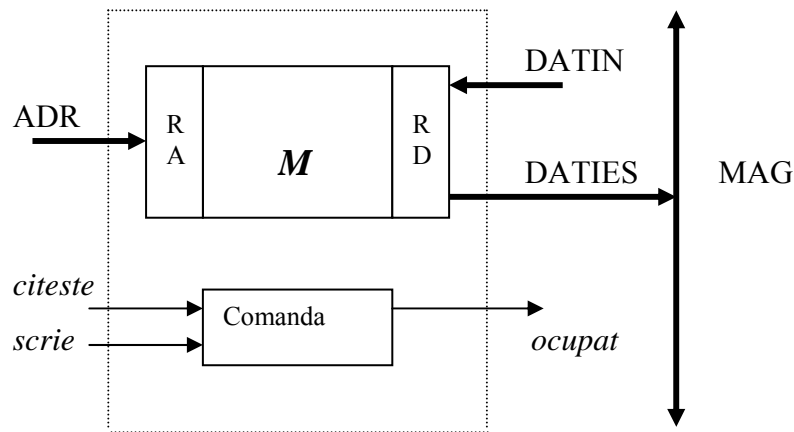 DATIN
ADR
R
A
M
R
D
DATIES
MAG
citeste
Comanda
scrie
ocupat